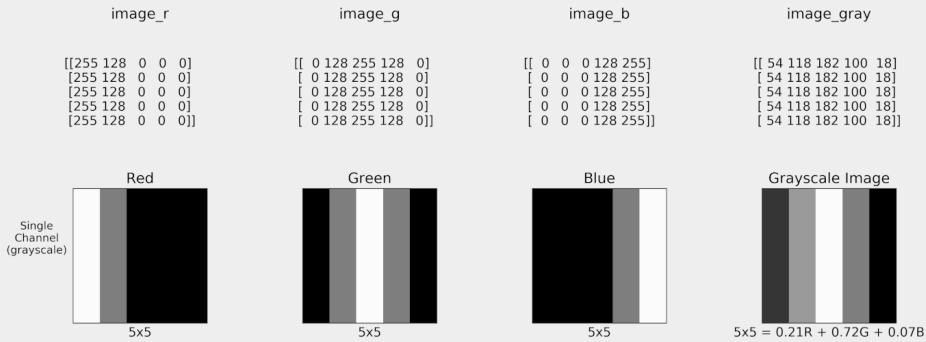 image_r
image_g
image_b
image_gray
[[255 128   0   0   0]
 [255 128   0   0   0]
 [255 128   0   0   0]
 [255 128   0   0   0]
 [255 128   0   0   0]]
[[  0 128 255 128   0]
 [  0 128 255 128   0]
 [  0 128 255 128   0]
 [  0 128 255 128   0]
 [  0 128 255 128   0]]
[[  0   0   0 128 255]
 [  0   0   0 128 255]
 [  0   0   0 128 255]
 [  0   0   0 128 255]
 [  0   0   0 128 255]]
[[ 54 118 182 100  18]
 [ 54 118 182 100  18]
 [ 54 118 182 100  18]
 [ 54 118 182 100  18]
 [ 54 118 182 100  18]]
Red
Green
Blue
Grayscale Image
Single
Channel
(grayscale)
5x5
5x5
5x5
5x5 = 0.21R + 0.72G + 0.07B